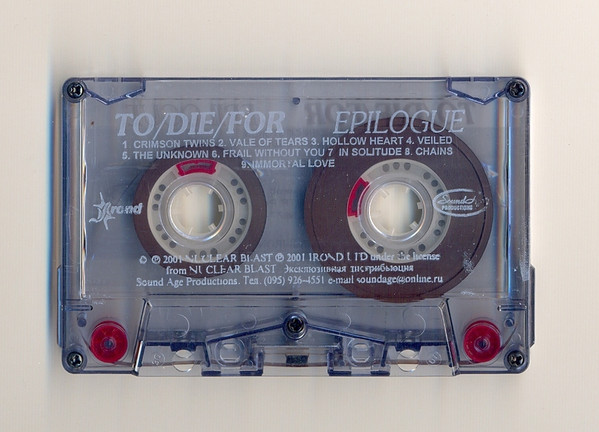 TO/DIE/FOR EPILOGUE
1. CRIMSON TWINS 2. VALE OF TEARS 3. HOLLOW HEART 4. VEILED
5. THE UNKNOWN 6. FRAIL WITHOUT YOU 7 IN SOLITUDE 8. CHAINS
9.IMMORTAL LOVE
Irond
Sound Age
PRODUCTIONS
© ℗ 2001 NUCLEAR BLAST ℗ 2001 IROND LTD under the license
from NUCLEAR BLAST Эксклюзивная дистрибьюция
Sound Age Productions. Тел. (095) 926-4551 e-mail soundage@online.ru